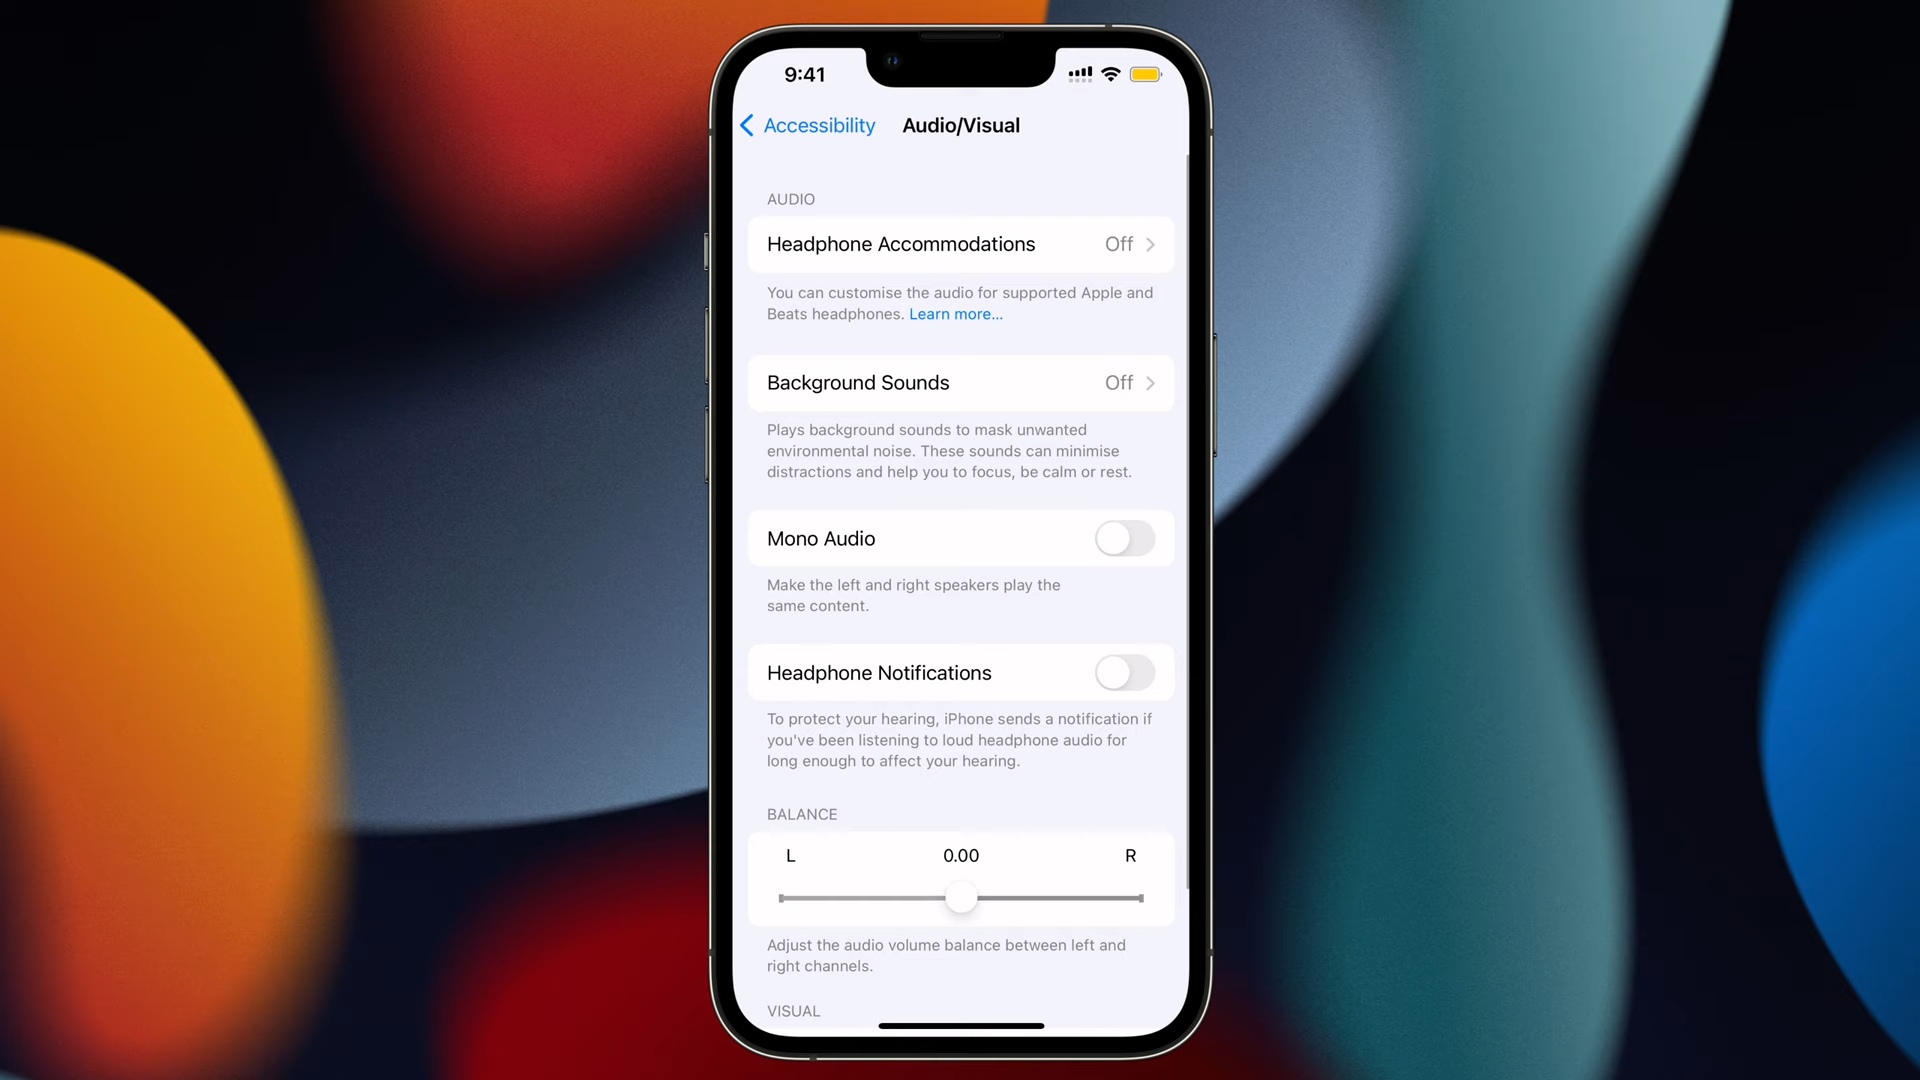 9:41
Accessibility
Audio/Visual
AUDIO
Headphone Accommodations
Off
You can customise the audio for supported Apple and
Beats headphones. Learn more...
Background Sounds
Off
Plays background sounds to mask unwanted
environmental noise. These sounds can minimise
distractions and help you to focus, be calm or rest.
Mono Audio
Make the left and right speakers play the
same content.
Headphone Notifications
To protect your hearing, iPhone sends a notification if
you've been listening to loud headphone audio for
long enough to affect your hearing.
BALANCE
L
0.00
R
Adjust the audio volume balance between left and
right channels.
VISUAL